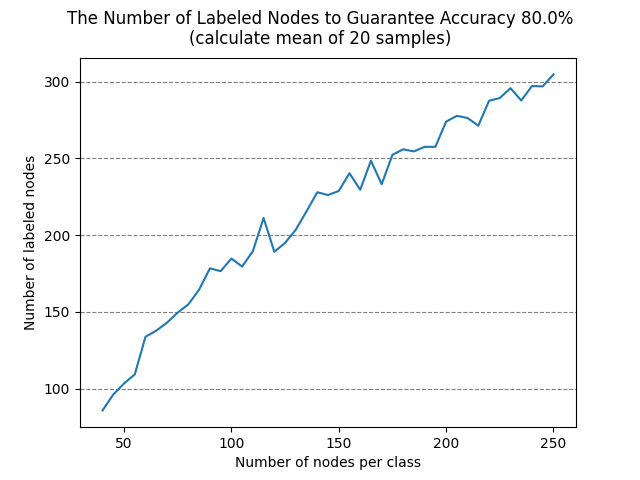 The Number of Labeled Nodes to Guarantee Accuracy 80.0%
(calculate mean of 20 samples)
300
250
200
150
100
Number of labeled nodes
50
100
150
200
250
Number of nodes per class